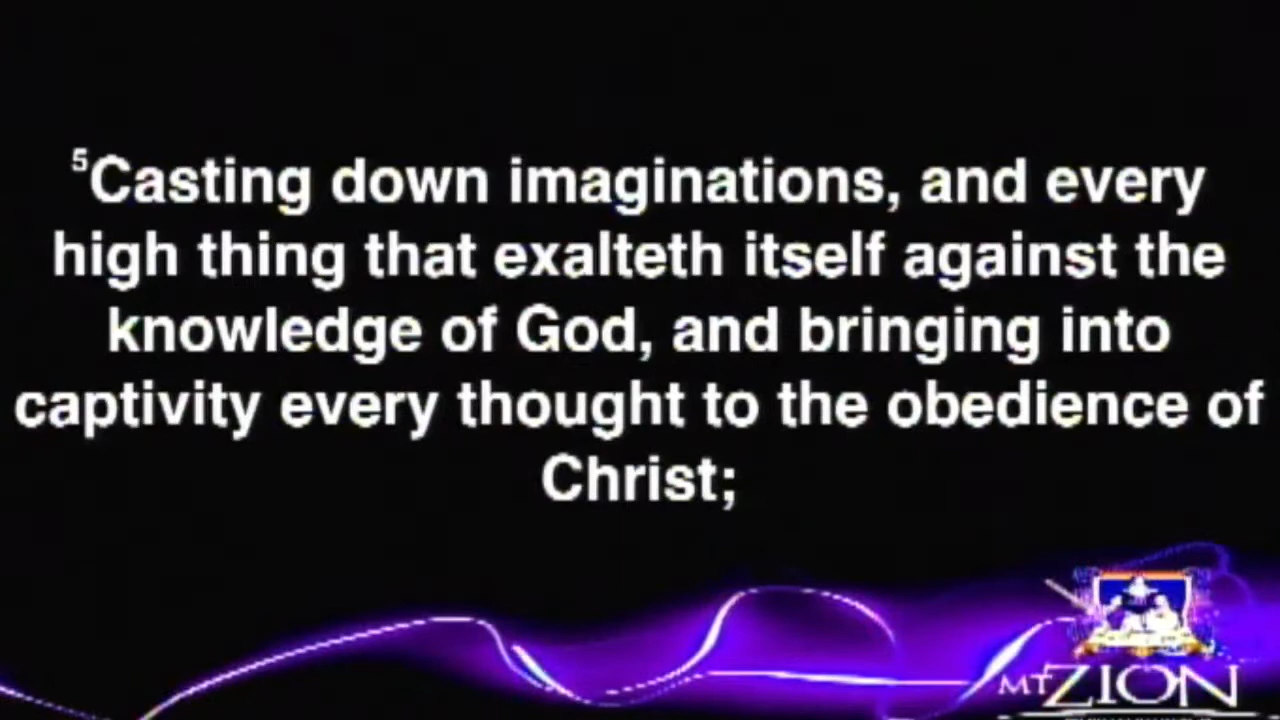 ⁵Casting down imaginations, and every
high thing that exalteth itself against the
knowledge of God, and bringing into
captivity every thought to the obedience of
Christ;
MT ZION